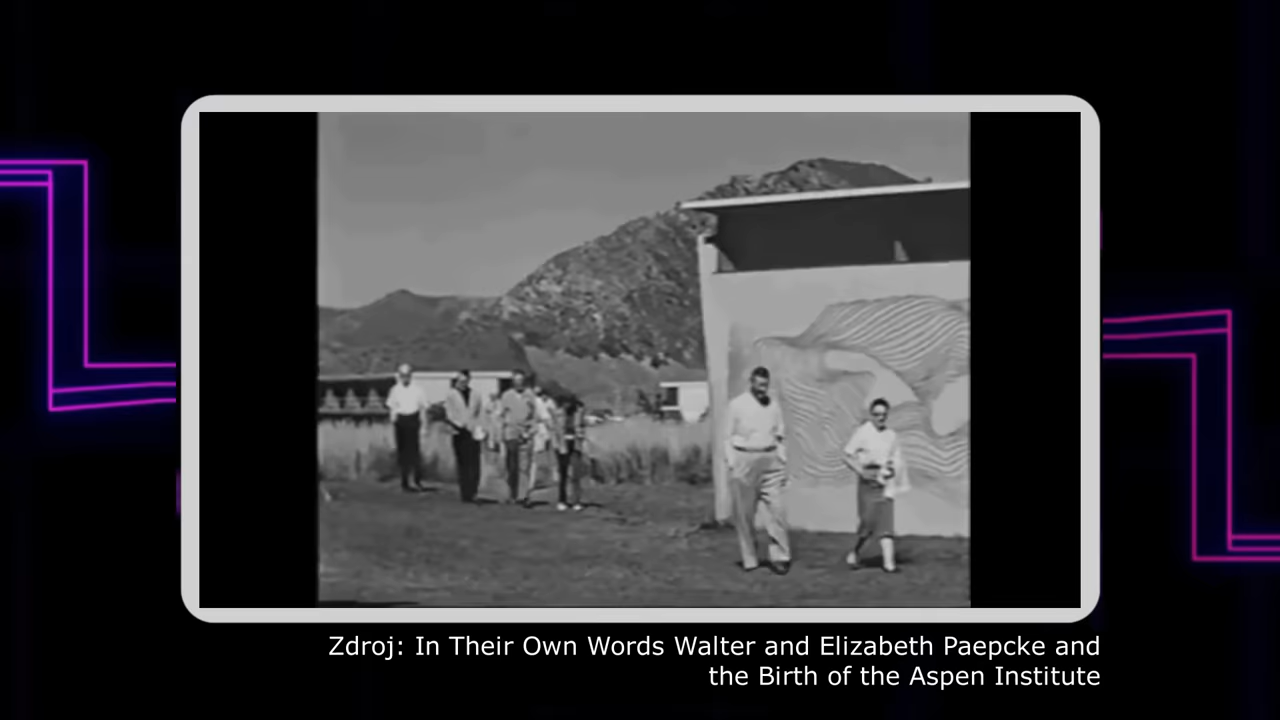 Zdroj: In Their Own Words Walter and Elizabeth Paepcke and
the Birth of the Aspen Institute